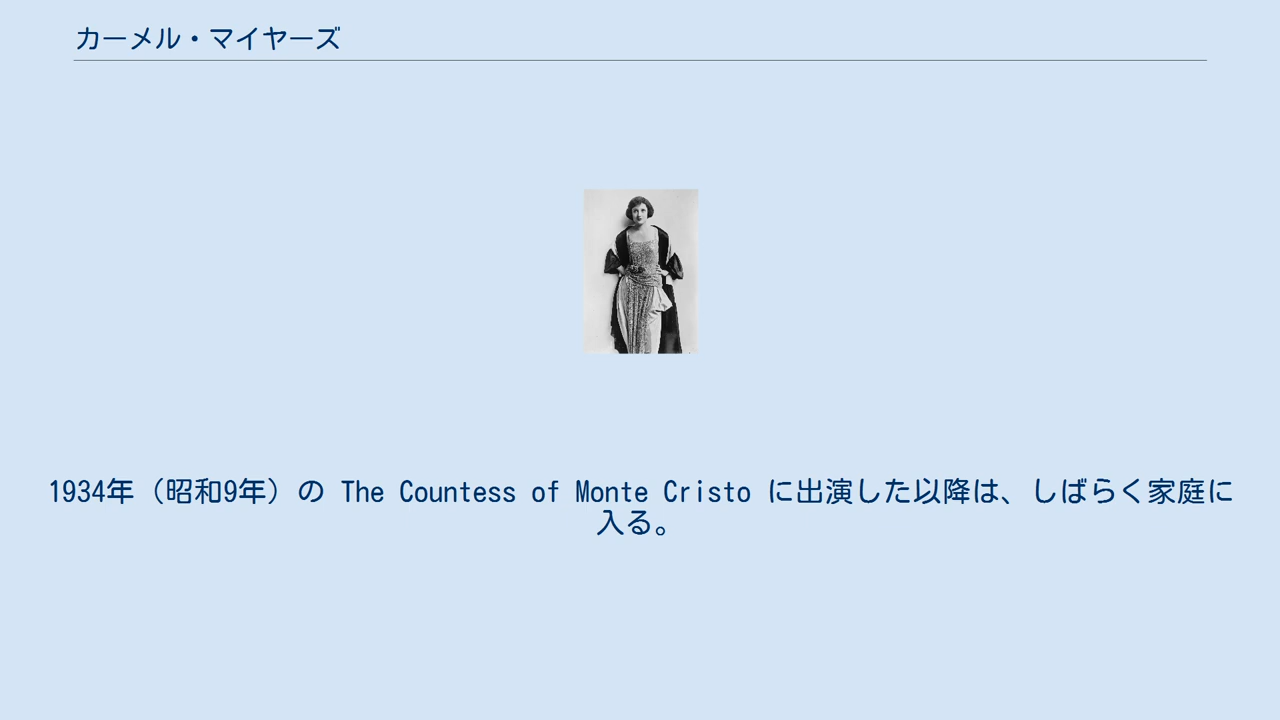 カーメル・マイヤーズ
1934年（昭和9年）の The Countess of Monte Cristo に出演した以降は、しばらく家庭に
入る。